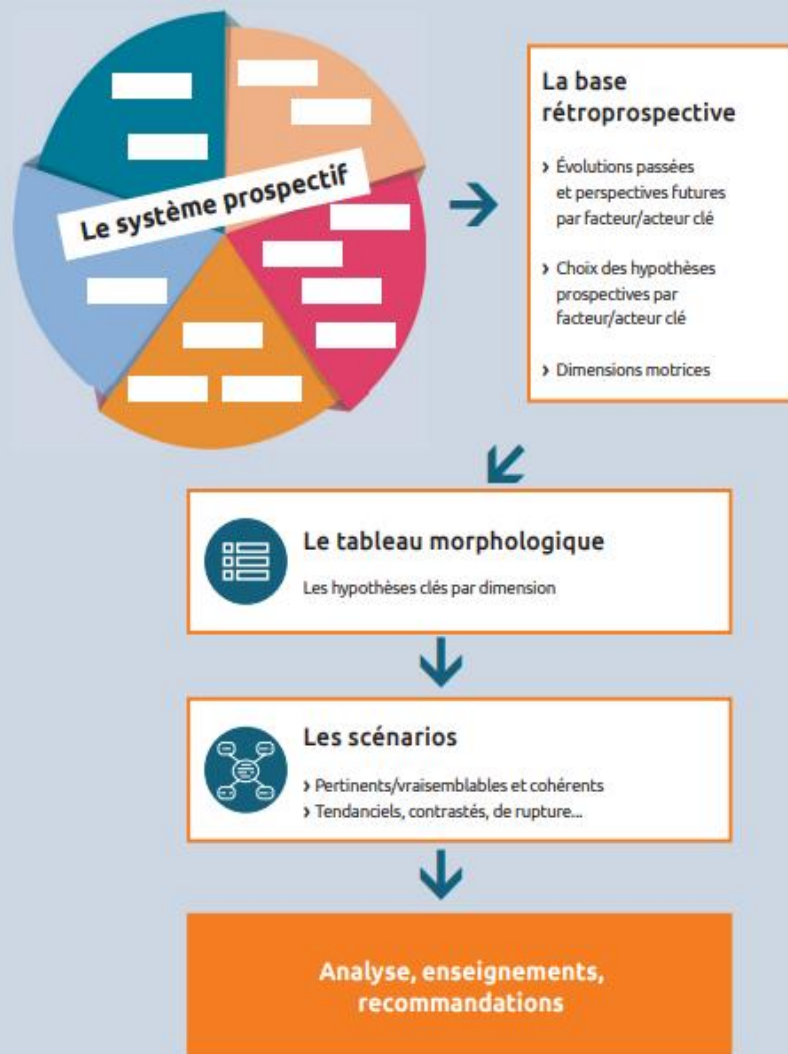 Le système prospectif
La base
rétroprospective
› Évolutions passées
et perspectives futures
par facteur/acteur clé
› Choix des hypothèses
prospectives par
facteur/acteur clé
› Dimensions motrices
Le tableau morphologique
Les hypothèses clés par dimension
Les scénarios
› Pertinents/vraisemblables et cohérents
› Tendanciels, contrastés, de rupture...
Analyse, enseignements,
recommandations